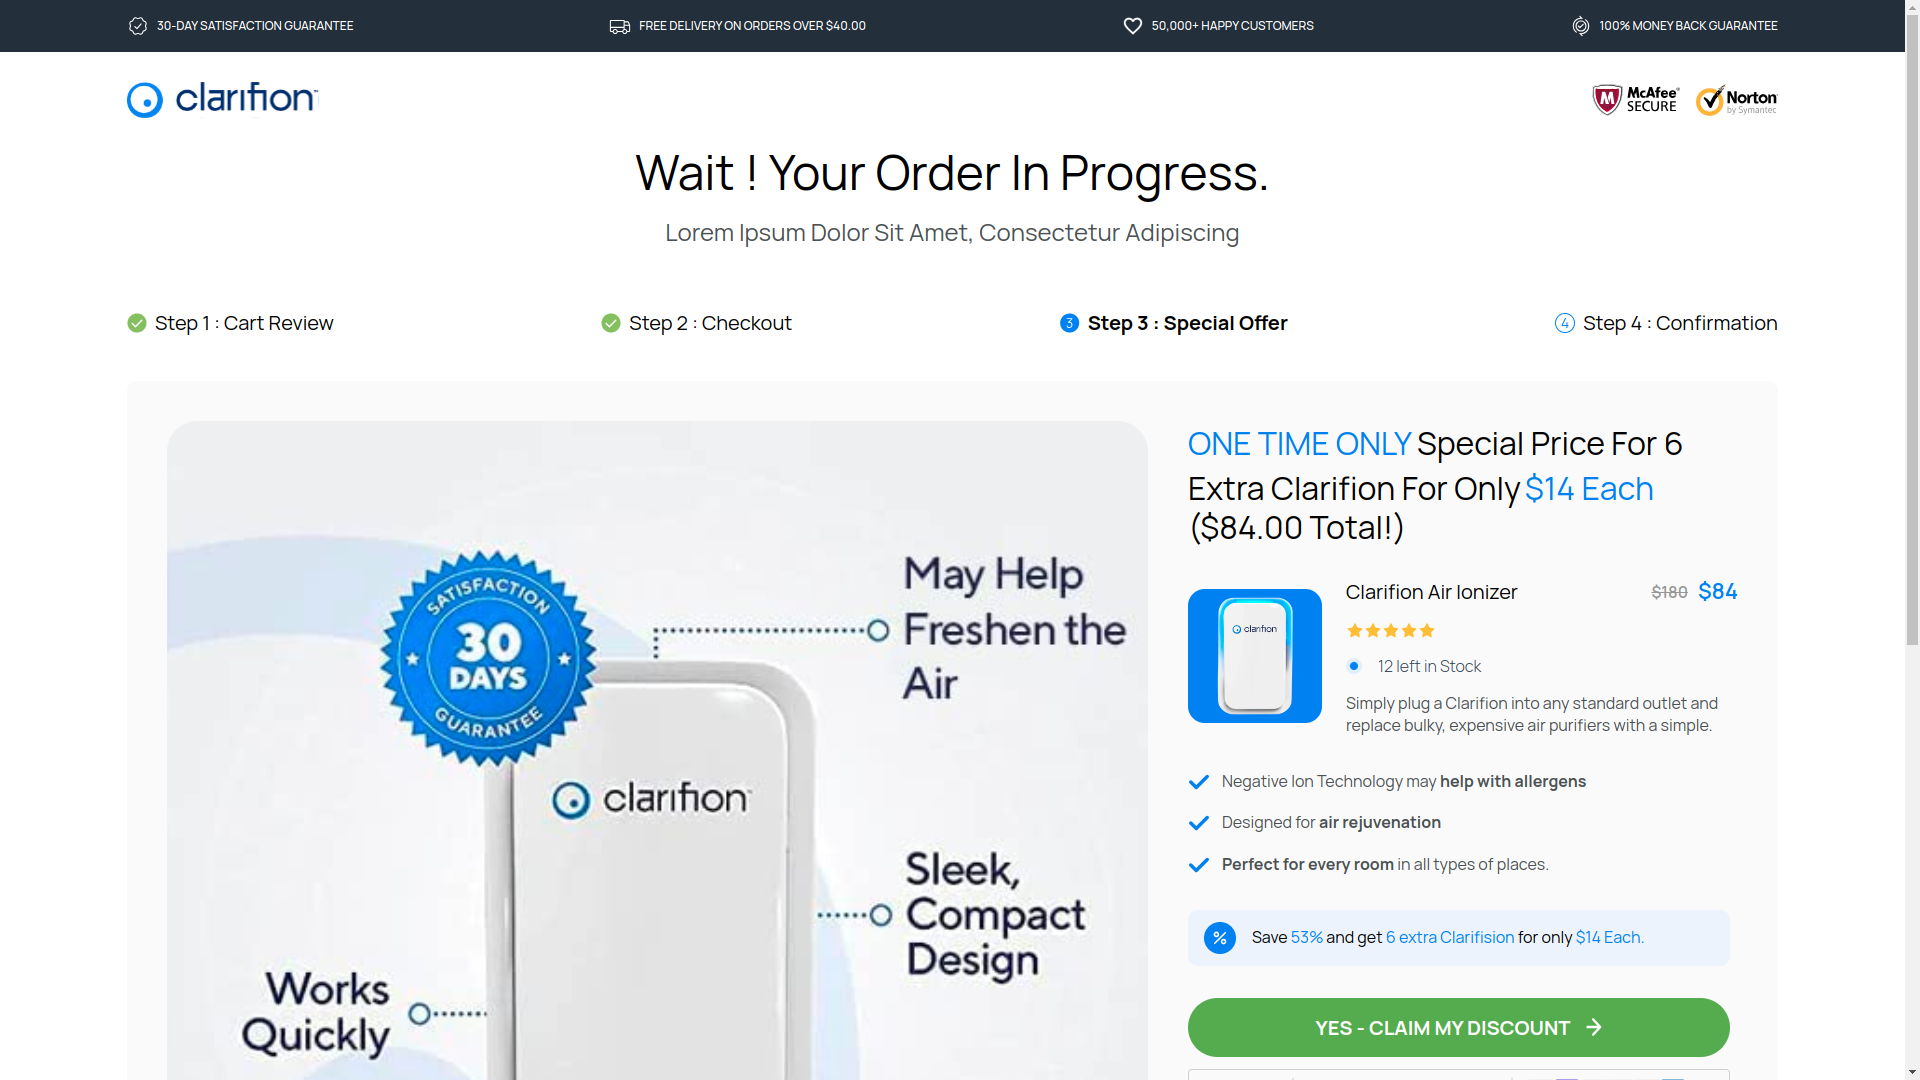 30-DAY SATISFACTION GUARANTEE
FREE DELIVERY ON ORDERS OVER $40.00
50,000+ HAPPY CUSTOMERS
100% MONEY BACK GUARANTEE
clarifion
McAfee
SECURE
Norton
by Symantec
Wait ! Your Order In Progress.
Lorem Ipsum Dolor Sit Amet, Consectetur Adipiscing
Step 1 : Cart Review
Step 2 : Checkout
3 Step 3 : Special Offer
4 Step 4 : Confirmation
SATISFACTION
30
DAYS
GUARANTEE
May Help
Freshen the
Air
clarifion
Sleek,
Compact
Design
Works
Quickly
ONE TIME ONLY Special Price For 6
Extra Clarifion For Only $14 Each
($84.00 Total!)
clarifion
Clarifion Air Ionizer
$180 $84
12 left in Stock
Simply plug a Clarifion into any standard outlet and
replace bulky, expensive air purifiers with a simple.
Negative Ion Technology may help with allergens
Designed for air rejuvenation
Perfect for every room in all types of places.
% Save 53% and get 6 extra Clarifision for only $14 Each.
YES - CLAIM MY DISCOUNT